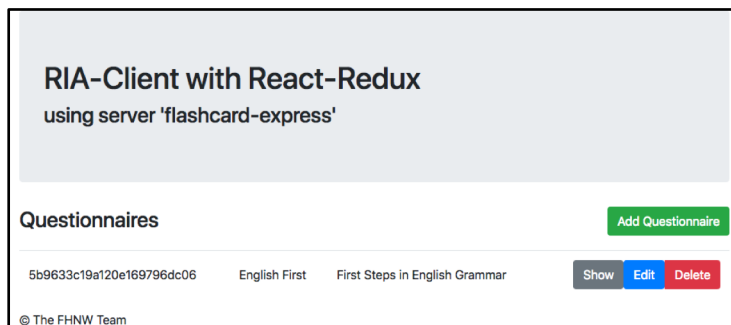 RIA-Client with React-Redux
using server 'flashcard-express'
Questionnaires
Add Questionnaire
5b9633c19a120e169796dc06 English First First Steps in English Grammar Show Edit Delete
© The FHNW Team